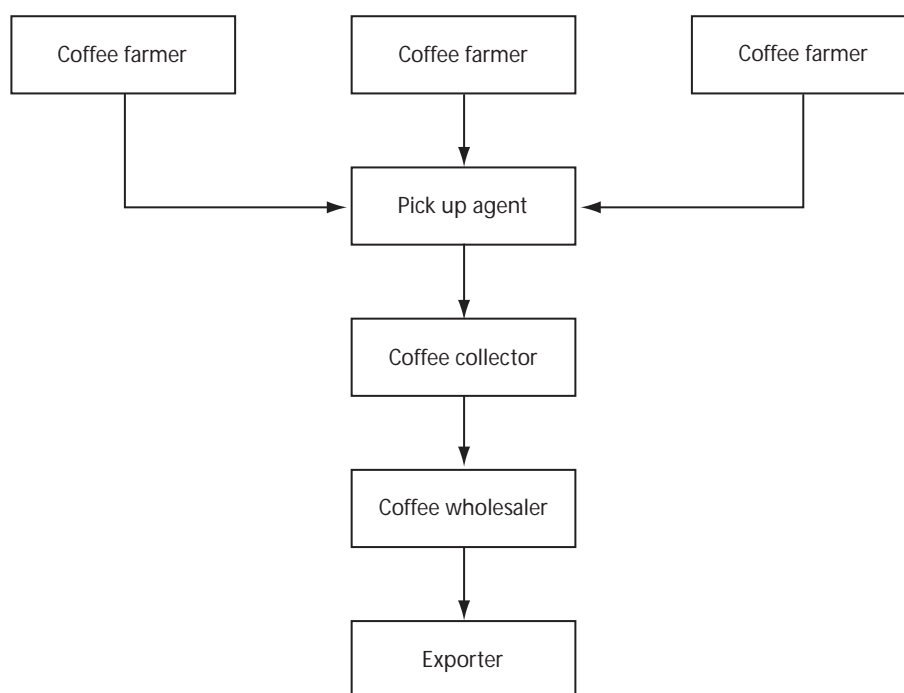 Coffee farmer
Coffee farmer
Coffee farmer
Pick up agent
Coffee collector
Coffee wholesaler
Exporter